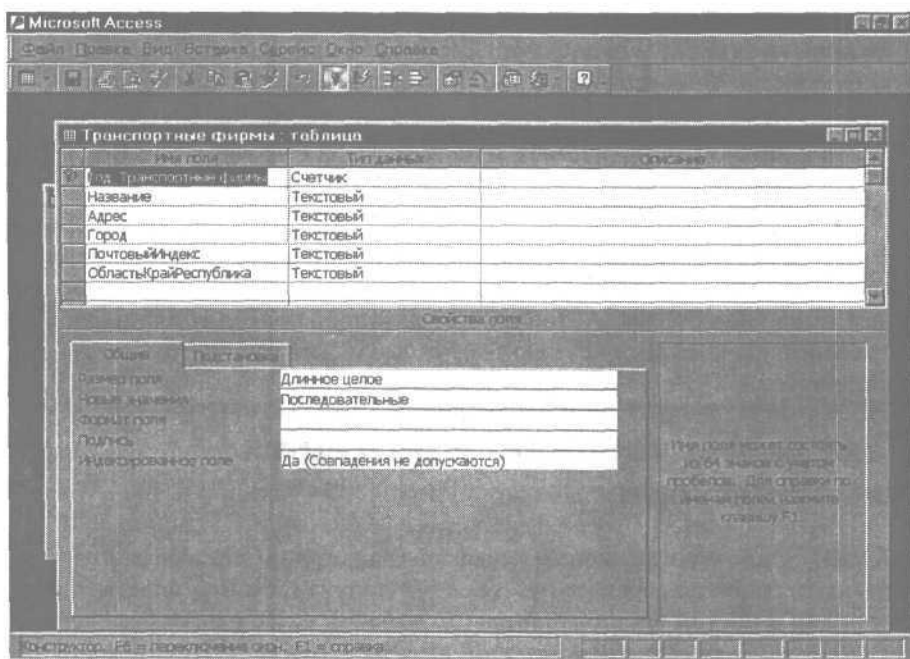 Microsoft Access
Файл Правка Вид Вставка Сервис Окно Справка
Транспортные фирмы : таблица
Имя поля Тип данных Описание
Код_Транспортные фирмы Счетчик
Название Текстовый
Адрес Текстовый
Город Текстовый
ПочтовыйИндекс Текстовый
ОбластьКрайРеспублика Текстовый
Свойства поля
Общие Подстановка
Размер поля Длинное целое
Новые значения Последовательные
Формат поля
Подпись
Индексированное поле Да (Совпадения не допускаются)
Имя поля может состоять
из 64 знаков с учетом
пробелов. Для справки по
именам полей нажмите
клавишу F1.
Конструктор. F6 = переключение окон. F1 = справка.